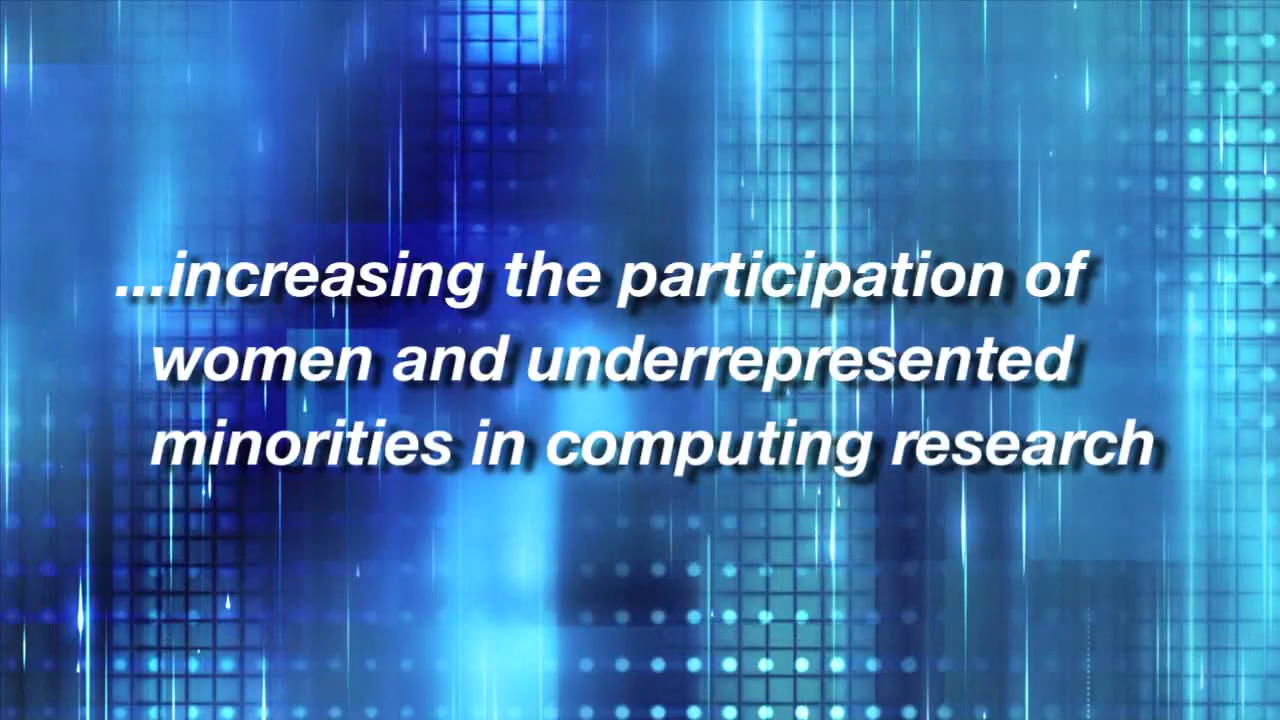 ...increasing the participation of
women and underrepresented
minorities in computing research